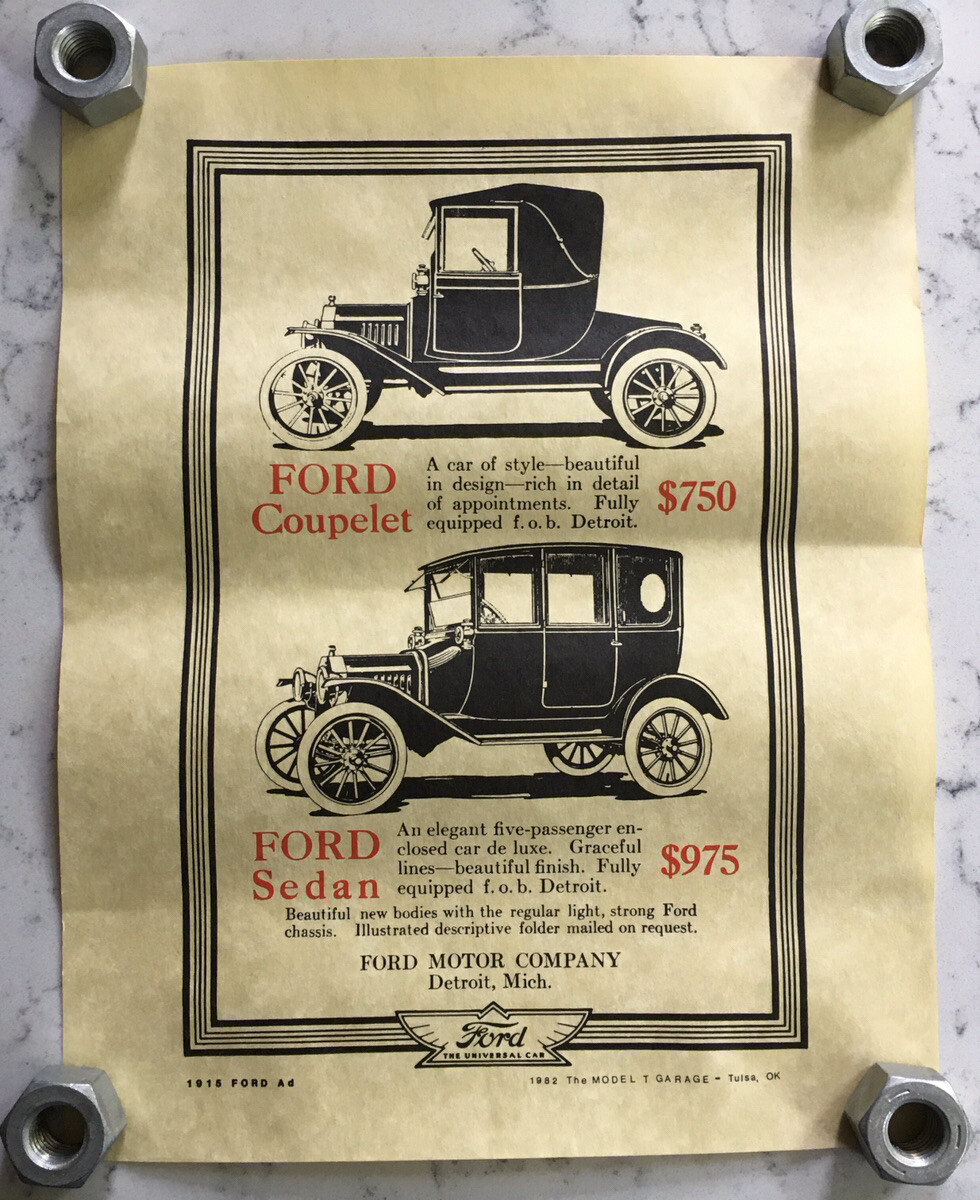 FORD
Coupelet
A car of style—beautiful
in design—rich in detail
of appointments. Fully
equipped f. o. b. Detroit.
$750
FORD
Sedan
An elegant five-passenger en-
closed car de luxe. Graceful
lines—beautiful finish. Fully
equipped f. o. b. Detroit.
$975
Beautiful new bodies with the regular light, strong Ford
chassis. Illustrated descriptive folder mailed on request.
FORD MOTOR COMPANY
Detroit, Mich.
Ford
THE UNIVERSAL CAR
1915 FORD Ad
1982 The MODEL T GARAGE - Tulsa, OK